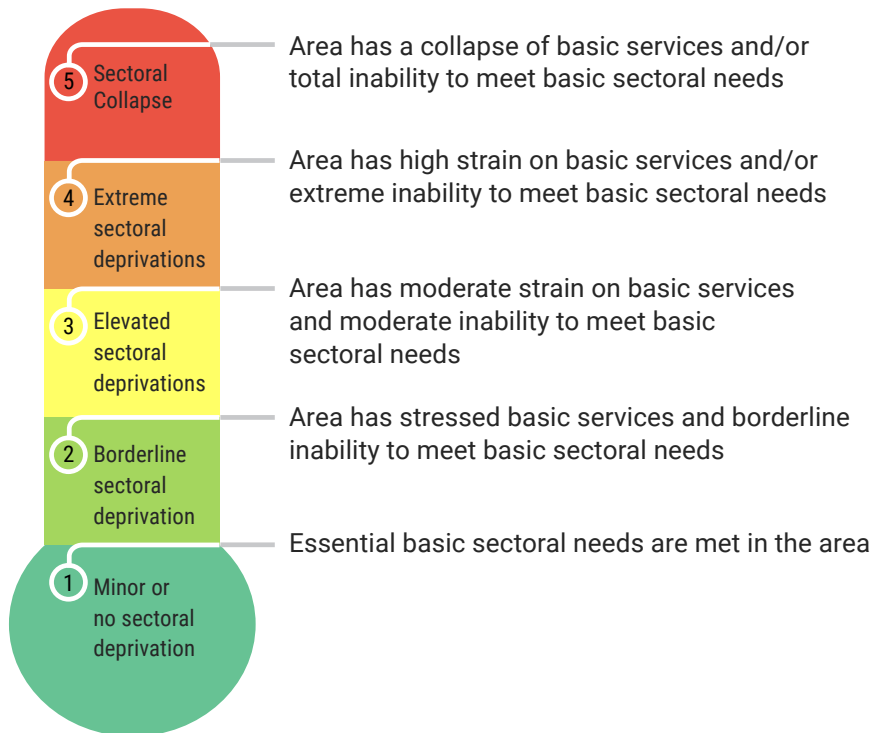 5 Sectoral
Collapse
Area has a collapse of basic services and/or
total inability to meet basic sectoral needs
4 Extreme
sectoral
deprivations
Area has high strain on basic services and/or
extreme inability to meet basic sectoral needs
3 Elevated
sectoral
deprivations
Area has moderate strain on basic services
and moderate inability to meet basic
sectoral needs
2 Borderline
sectoral
deprivation
Area has stressed basic services and borderline
inability to meet basic sectoral needs
1 Minor or
no sectoral
deprivation
Essential basic sectoral needs are met in the area